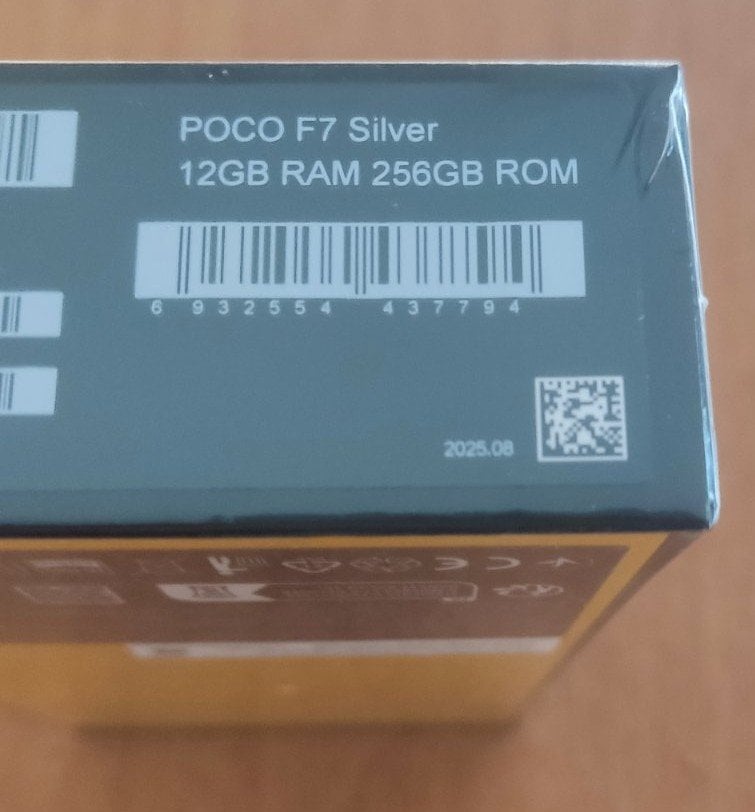 POCO F7 Silver
12GB RAM 256GB ROM
6 932554 437794
2025.08